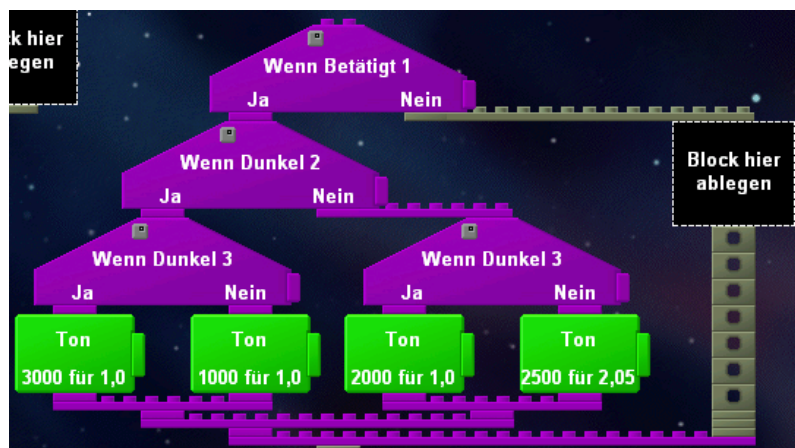 ck hier
egen
Wenn Betätigt 1
Ja Nein
Wenn Dunkel 2
Ja Nein
Block hier
ablegen
Wenn Dunkel 3
Ja Nein
Wenn Dunkel 3
Ja Nein
Ton
3000 für 1,0
Ton
1000 für 1,0
Ton
2000 für 1,0
Ton
2500 für 2,05